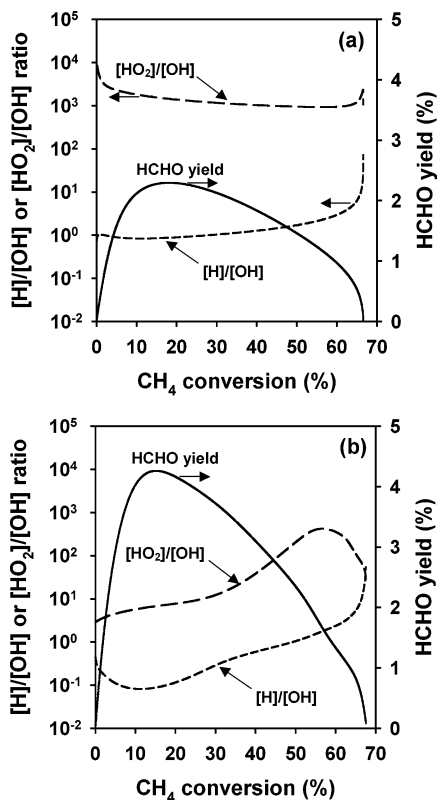 (a)
[H]/[OH] or [HO2]/[OH] ratio
10^5
10^4
10^3
10^2
10^1
10^0
10^-1
10^-2
[HO2]/[OH]
HCHO yield
[H]/[OH]
5
4
3
2
1
0
HCHO yield (%)
0 10 20 30 40 50 60 70
CH4 conversion (%)
(b)
[H]/[OH] or [HO2]/[OH] ratio
10^5
10^4
10^3
10^2
10^1
10^0
10^-1
10^-2
HCHO yield
[HO2]/[OH]
[H]/[OH]
5
4
3
2
1
0
HCHO yield (%)
0 10 20 30 40 50 60 70
CH4 conversion (%)